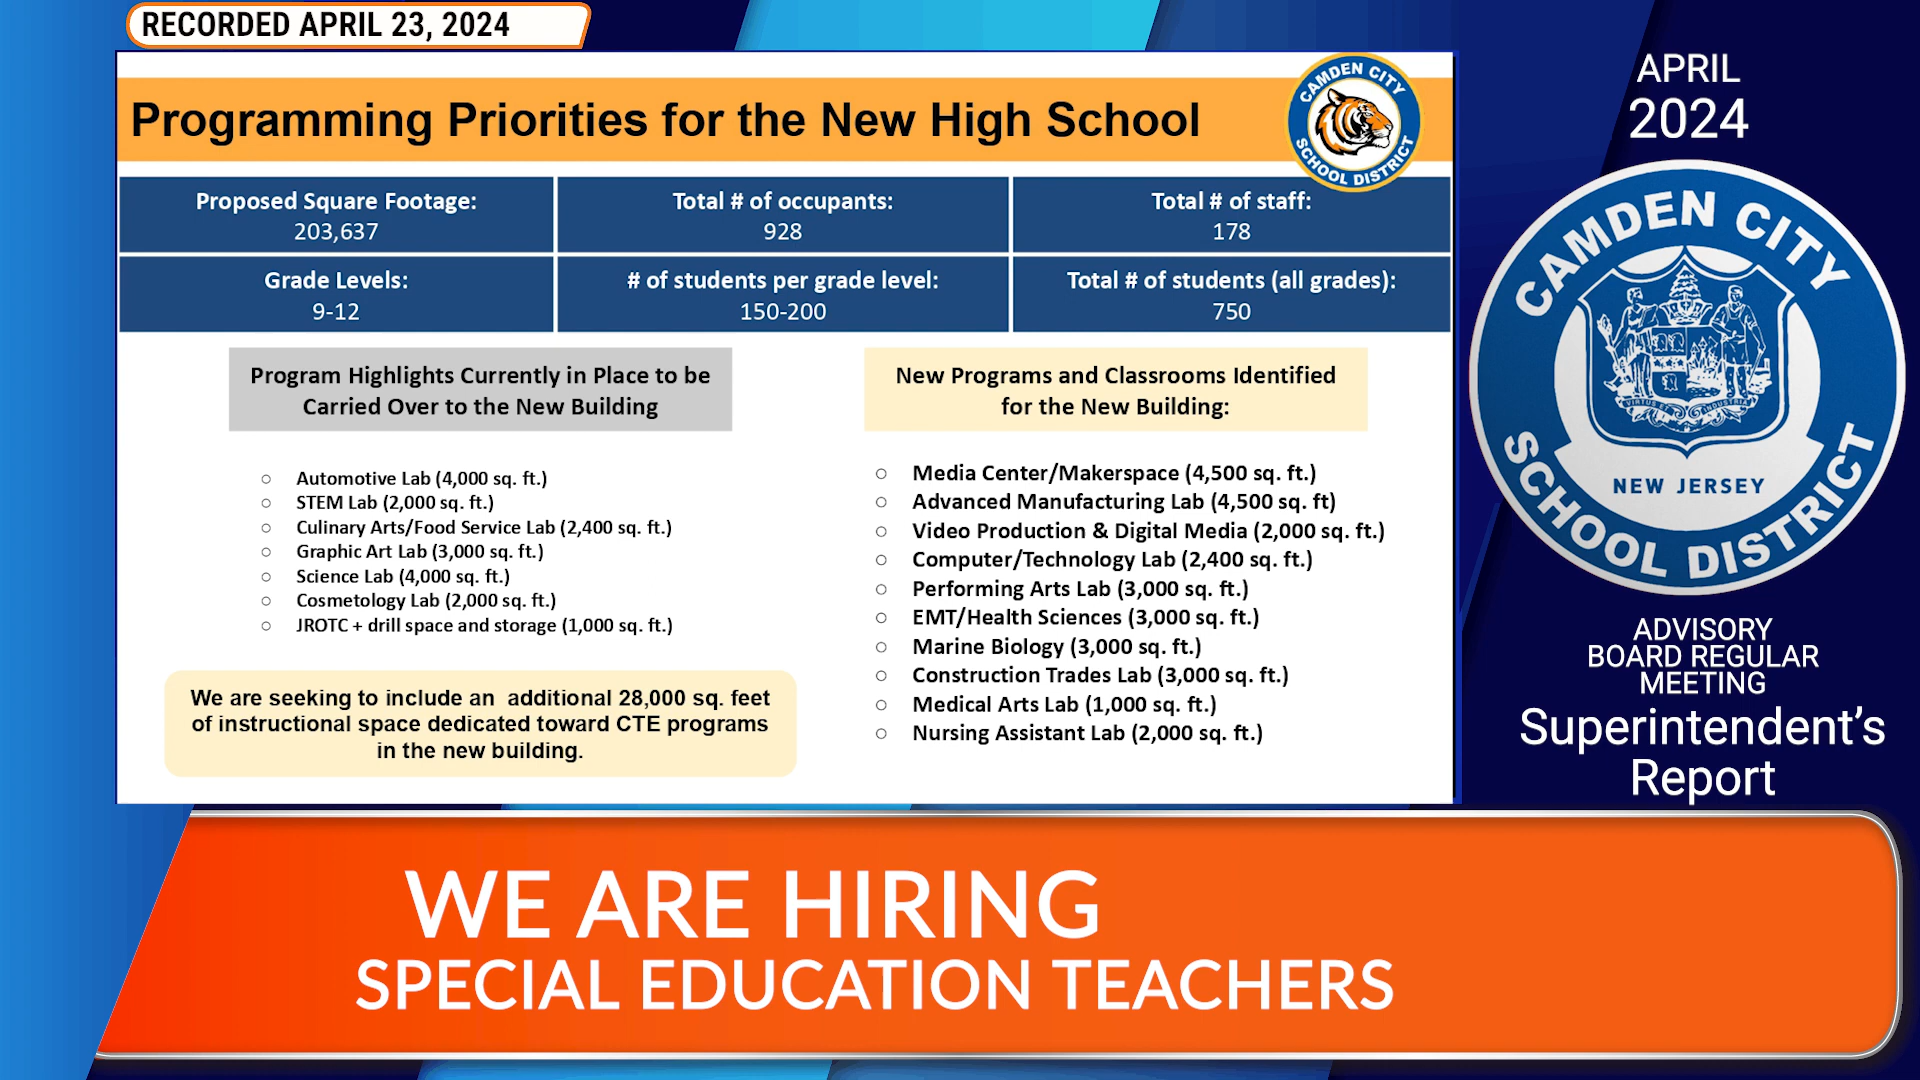 RECORDED APRIL 23, 2024
Programming Priorities for the New High School
CAMDEN CITY
SCHOOL DISTRICT
Proposed Square Footage:
203,637
Total # of occupants:
928
Total # of staff:
178
Grade Levels:
9-12
# of students per grade level:
150-200
Total # of students (all grades):
750
Program Highlights Currently in Place to be
Carried Over to the New Building
○ Automotive Lab (4,000 sq. ft.)
○ STEM Lab (2,000 sq. ft.)
○ Culinary Arts/Food Service Lab (2,400 sq. ft.)
○ Graphic Art Lab (3,000 sq. ft.)
○ Science Lab (4,000 sq. ft.)
○ Cosmetology Lab (2,000 sq. ft.)
○ JROTC + drill space and storage (1,000 sq. ft.)
We are seeking to include an additional 28,000 sq. feet
of instructional space dedicated toward CTE programs
in the new building.
New Programs and Classrooms Identified
for the New Building:
○ Media Center/Makerspace (4,500 sq. ft.)
○ Advanced Manufacturing Lab (4,500 sq. ft)
○ Video Production & Digital Media (2,000 sq. ft.)
○ Computer/Technology Lab (2,400 sq. ft.)
○ Performing Arts Lab (3,000 sq. ft.)
○ EMT/Health Sciences (3,000 sq. ft.)
○ Marine Biology (3,000 sq. ft.)
○ Construction Trades Lab (3,000 sq. ft.)
○ Medical Arts Lab (1,000 sq. ft.)
○ Nursing Assistant Lab (2,000 sq. ft.)
APRIL
2024
CAMDEN CITY
NEW JERSEY
SCHOOL DISTRICT
ADVISORY
BOARD REGULAR
MEETING
Superintendent's
Report
WE ARE HIRING
SPECIAL EDUCATION TEACHERS